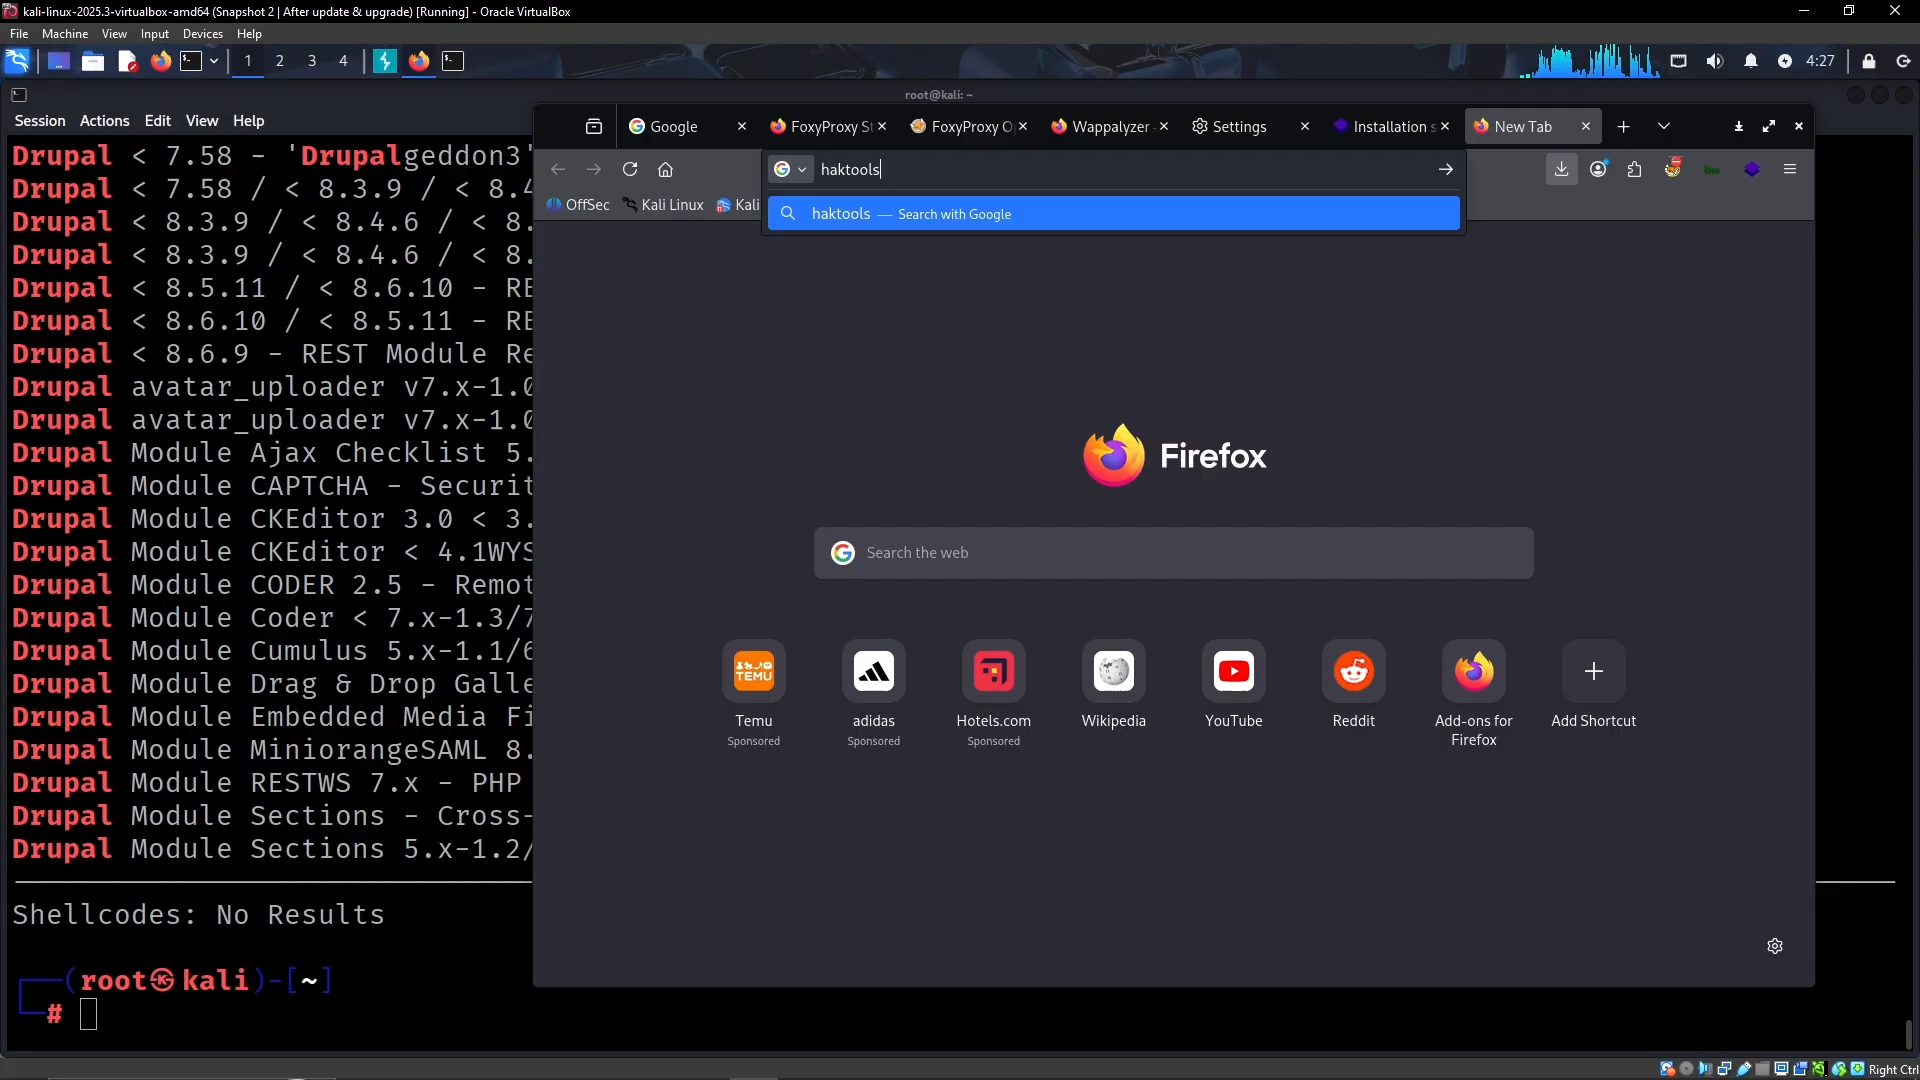 kali-linux-2025.3-virtualbox-amd64 (Snapshot 2 | After update & upgrade) [Running] - Oracle VirtualBox
File Machine View Input Devices Help
1 2 3 4 4:27
root@kali: ~
Session Actions Edit View Help
Google FoxyProxy St FoxyProxy O Wappalyzer - Settings Installation s New Tab
haktools
OffSec Kali Linux Kali
haktools — Search with Google
Drupal < 7.58 - 'Drupalgeddon3'
Drupal < 7.58 / < 8.3.9 / < 8.4
Drupal < 8.3.9 / < 8.4.6 / < 8.
Drupal < 8.3.9 / < 8.4.6 / < 8.
Drupal < 8.5.11 / < 8.6.10 - RE
Drupal < 8.6.10 / < 8.5.11 - RE
Drupal < 8.6.9 - REST Module Re
Drupal avatar_uploader v7.x-1.0
Drupal avatar_uploader v7.x-1.0
Drupal Module Ajax Checklist 5.
Drupal Module CAPTCHA - Securit
Drupal Module CKEditor 3.0 < 3.
Drupal Module CKEditor < 4.1WYS
Drupal Module CODER 2.5 - Remot
Drupal Module Coder < 7.x-1.3/7
Drupal Module Cumulus 5.x-1.1/6
Drupal Module Drag & Drop Galle
Drupal Module Embedded Media Fi
Drupal Module MiniorangeSAML 8.
Drupal Module RESTWS 7.x - PHP
Drupal Module Sections - Cross-
Drupal Module Sections 5.x-1.2/
Shellcodes: No Results
(root㉿kali)-[~]
#
Firefox
Search the web
TEMU
Temu adidas Hotels.com Wikipedia YouTube Reddit Add-ons for Firefox Add Shortcut
Sponsored Sponsored Sponsored
Right Ctrl